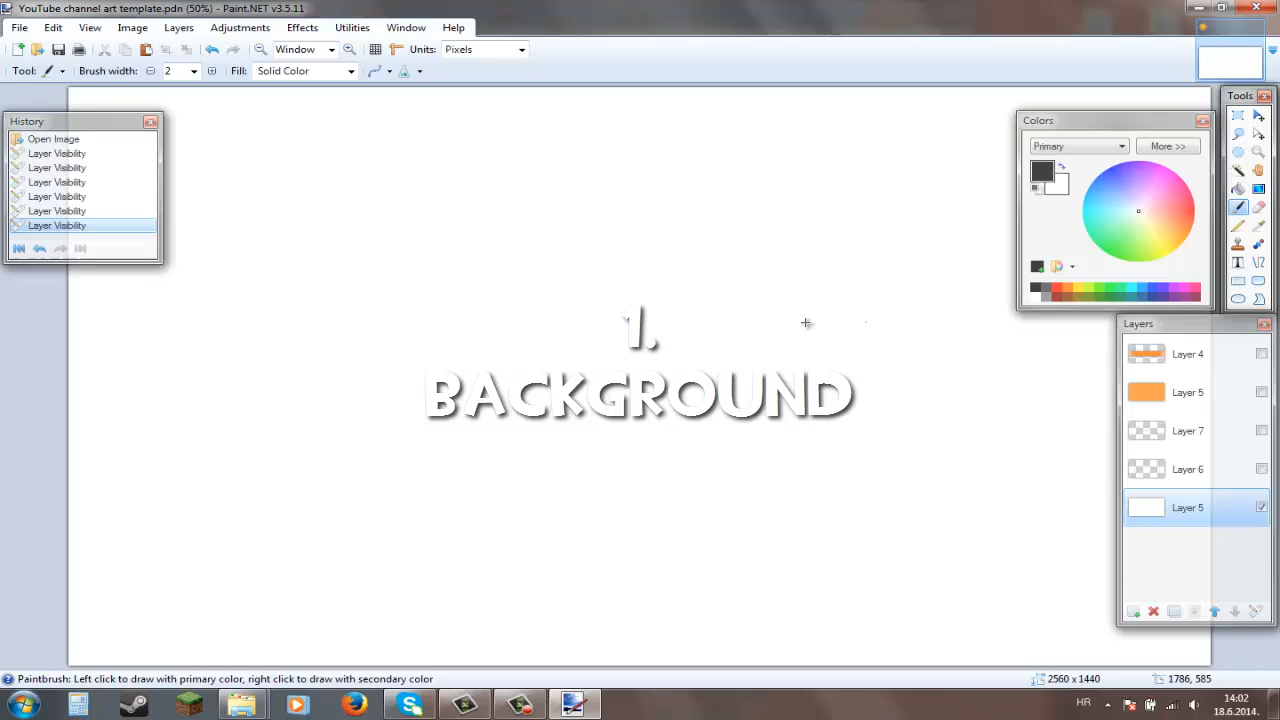 YouTube channel art template.pdn (50%) - Paint.NET v3.5.11
File Edit View Image Layers Adjustments Effects Utilities Window Help
Window Units: Pixels
Tool: Brush width: 2 Fill: Solid Color
History
Open Image
Layer Visibility
Layer Visibility
Layer Visibility
Layer Visibility
Layer Visibility
Layer Visibility
1.
BACKGROUND
Colors
Primary More >>
Tools
Layers
Layer 4
Layer 5
Layer 7
Layer 6
Layer 5
Paintbrush: Left click to draw with primary color, right click to draw with secondary color
2560 x 1440 1786, 585
HR 14:02
18.6.2014.